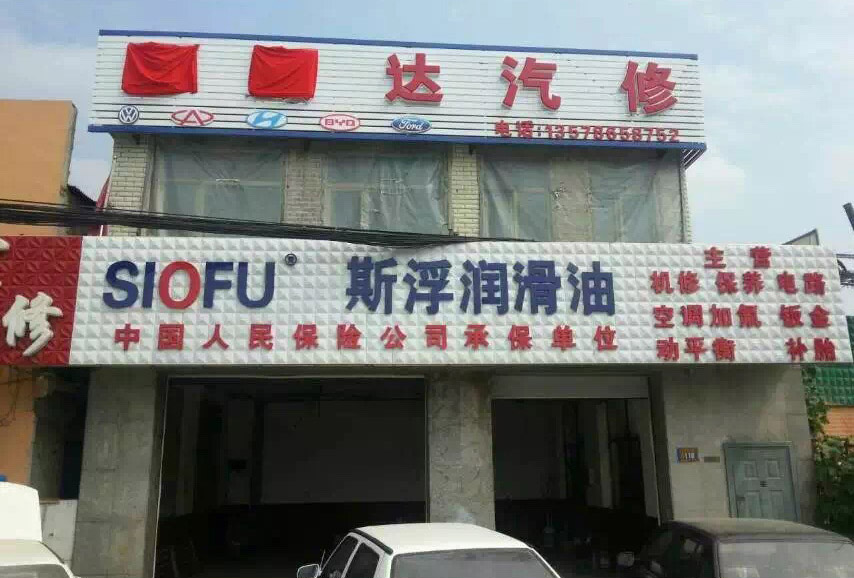 达汽修
BYD Ford
电话:13578658752
SIOFU® 斯浮润滑油
中国人民保险公司承保单位
主营
机修 保养 电路
空调加氟 钣金
动平衡 补胎
修